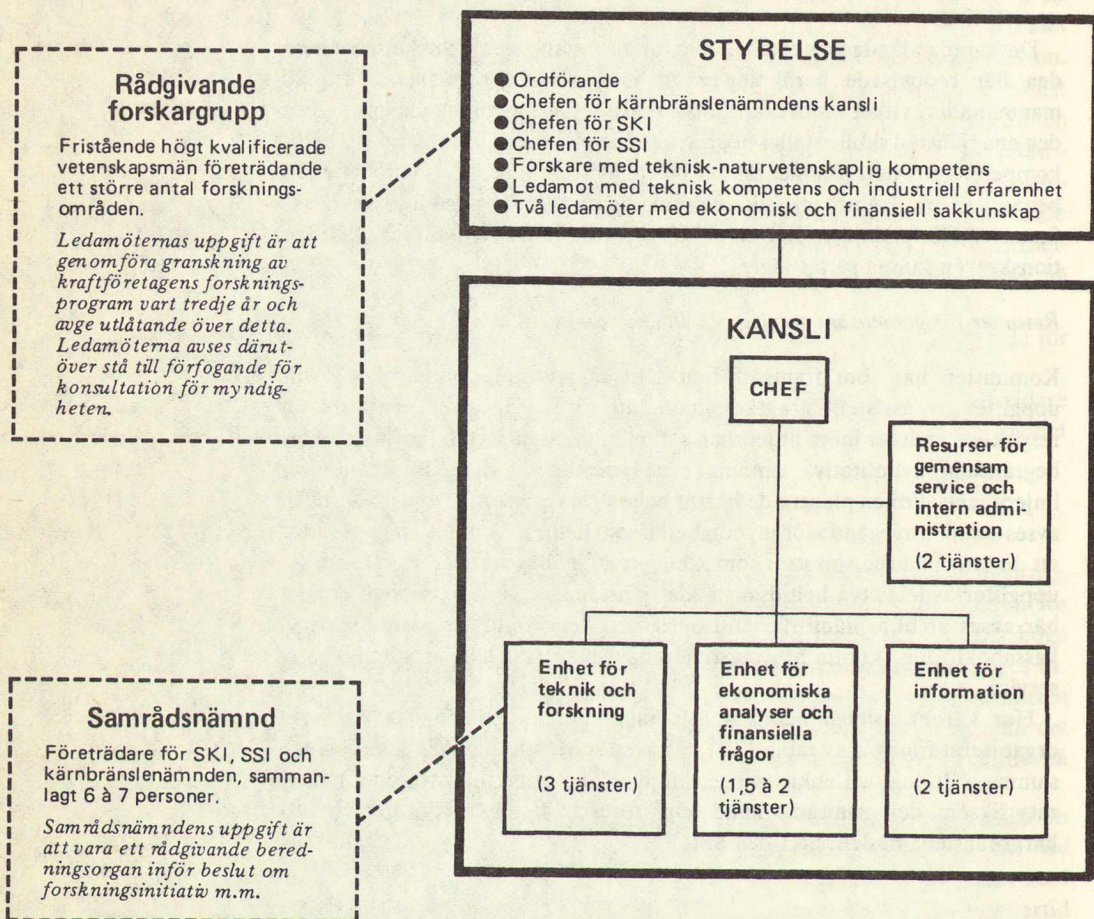 Rådgivande
forskargrupp
Fristående högt kvalificerade
vetenskapsmän företrädande
ett större antal forsknings-
områden.
Ledamöternas uppgift är att
genomföra granskning av
kraftföretagens forsknings-
program vart tredje år och
avge utlåtande över detta.
Ledamöterna avses därut-
över stå till förfogande för
konsultation för myndig-
heten.
STYRELSE
● Ordförande
● Chefen för kärnbränslenämndens kansli
● Chefen för SKI
● Chefen för SSI
● Forskare med teknisk-naturvetenskaplig kompetens
● Ledamot med teknisk kompetens och industriell erfarenhet
● Två ledamöter med ekonomisk och finansiell sakkunskap
KANSLI
CHEF
Resurser för
gemensam
service och
intern admi-
nistration
(2 tjänster)
Enhet för
teknik och
forskning
(3 tjänster)
Enhet för
ekonomiska
analyser och
finansiella
frågor
(1,5 à 2
tjänster)
Enhet för
information
(2 tjänster)
Samrådsnämnd
Företrädare för SKI, SSI och
kärnbränslenämnden, samman-
lagt 6 à 7 personer.
Samrådsnämndens uppgift är
att vara ett rådgivande bered-
ningsorgan inför beslut om
forskningsinitiativ m.m.